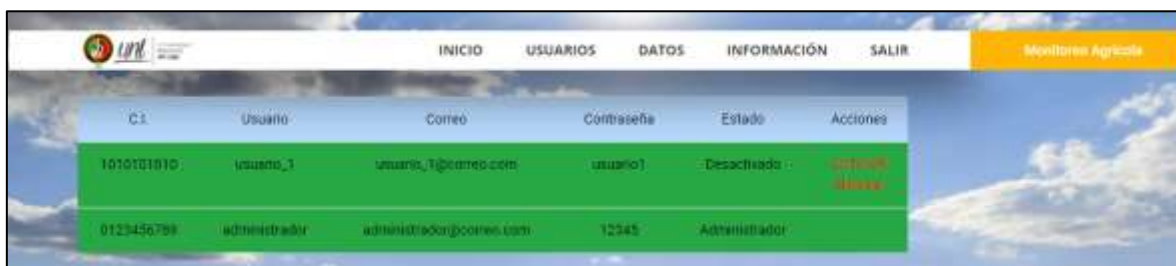 unl
INICIO USUARIOS DATOS INFORMACIÓN SALIR Monitoreo Agrícola
C.I. Usuario Correo Contraseña Estado Acciones
1010101010 usuario_1 usuario_1@correo.com usuario1 Desactivado
0123456789 administrador administrador@correo.com 12345 Administrador